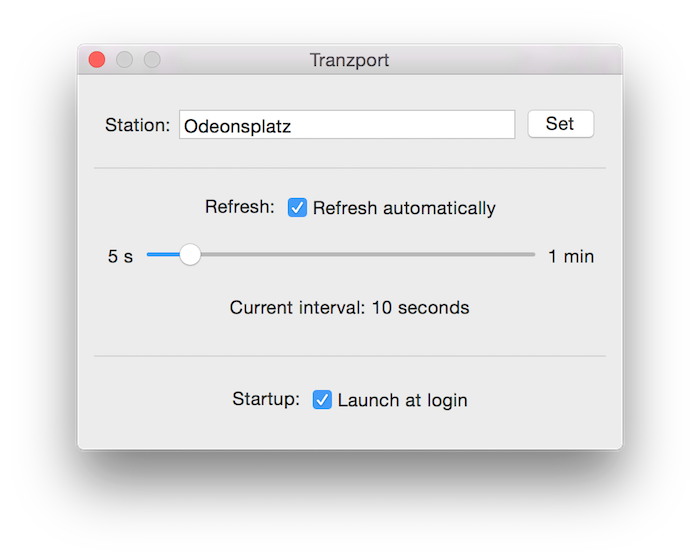 Tranzport
Station: Odeonsplatz Set
Refresh: Refresh automatically
5 s 1 min
Current interval: 10 seconds
Startup: Launch at login